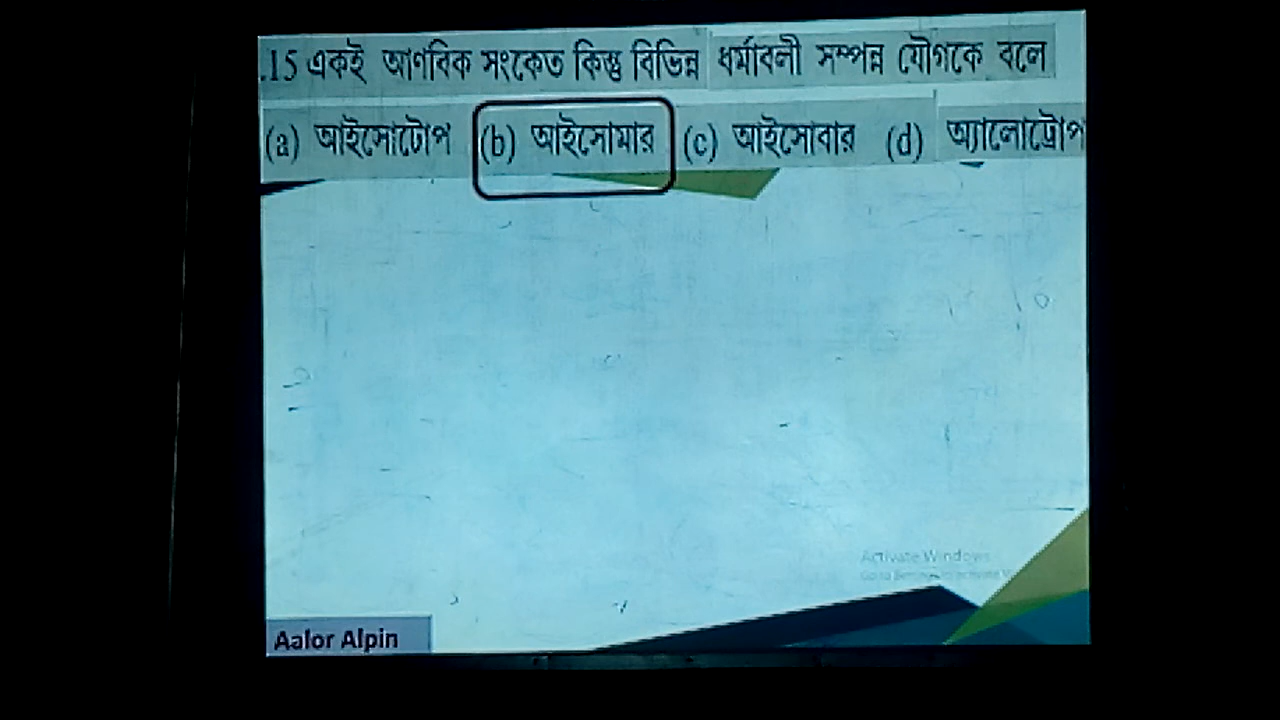 .15 একই আণবিক সংকেত কিন্তু বিভিন্ন ধর্মাবলী সম্পন্ন যৌগকে বলে
(a) আইসোটোপ (b) আইসোমার (c) আইসোবার (d) অ্যালোট্রোপ
Activate Windows
Aalor Alpin